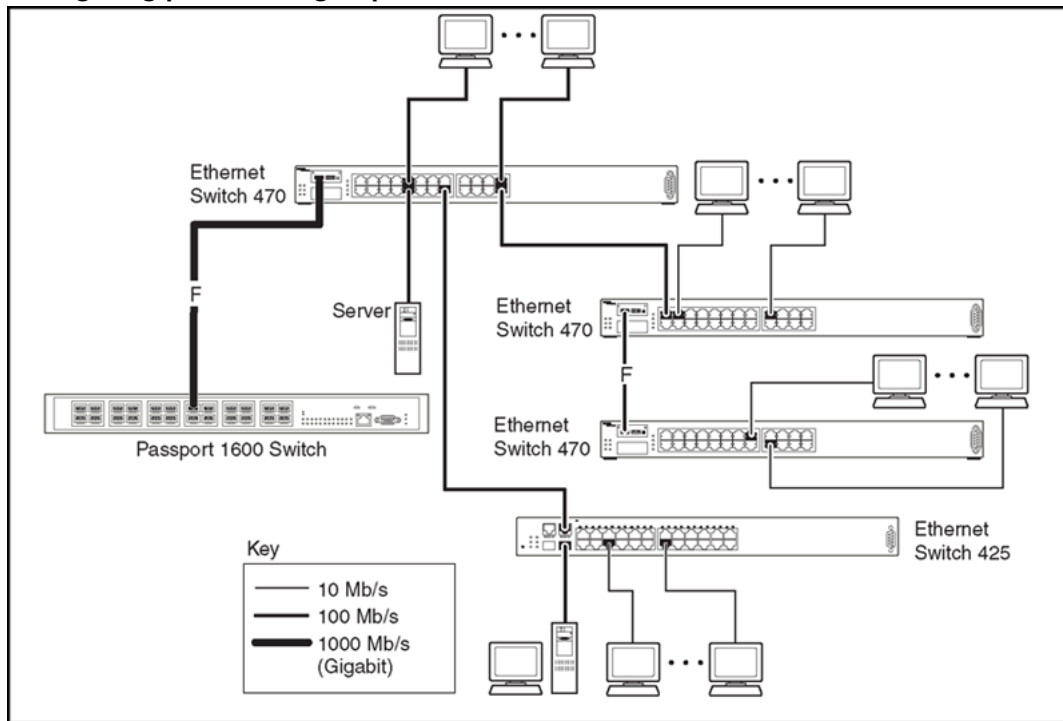 Ethernet
Switch 470
F
Server
Ethernet
Switch 470
F
Passport 1600 Switch
Ethernet
Switch 470
Ethernet
Switch 425
Key
10 Mb/s
100 Mb/s
1000 Mb/s
(Gigabit)